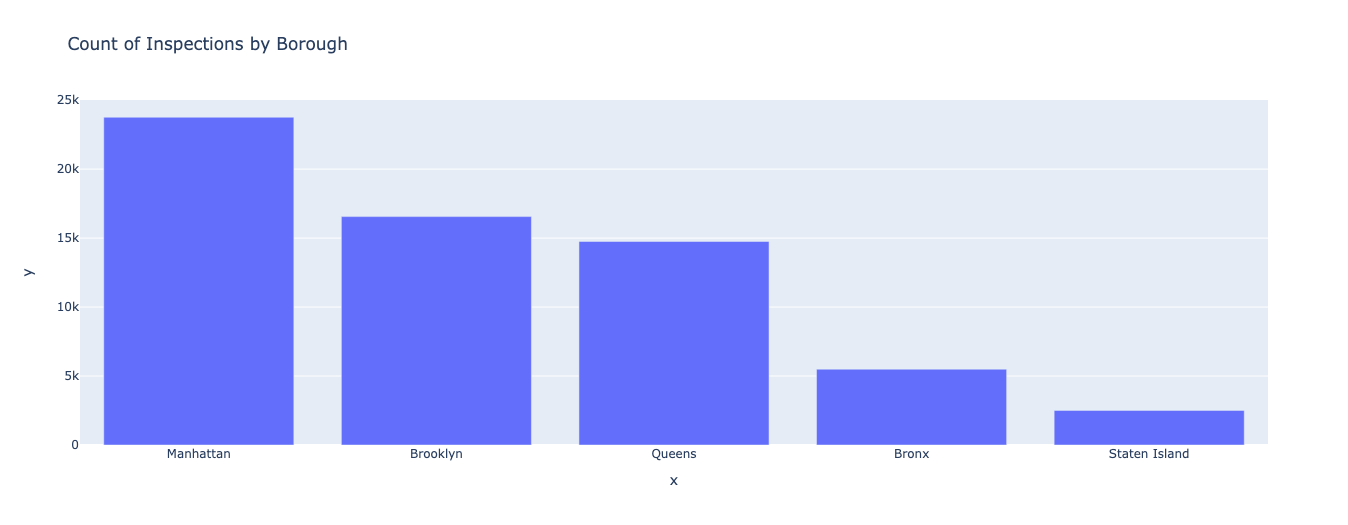 Count of Inspections by Borough
25k
20k
15k
10k
5k
0
y
Manhattan Brooklyn Queens Bronx Staten Island
x